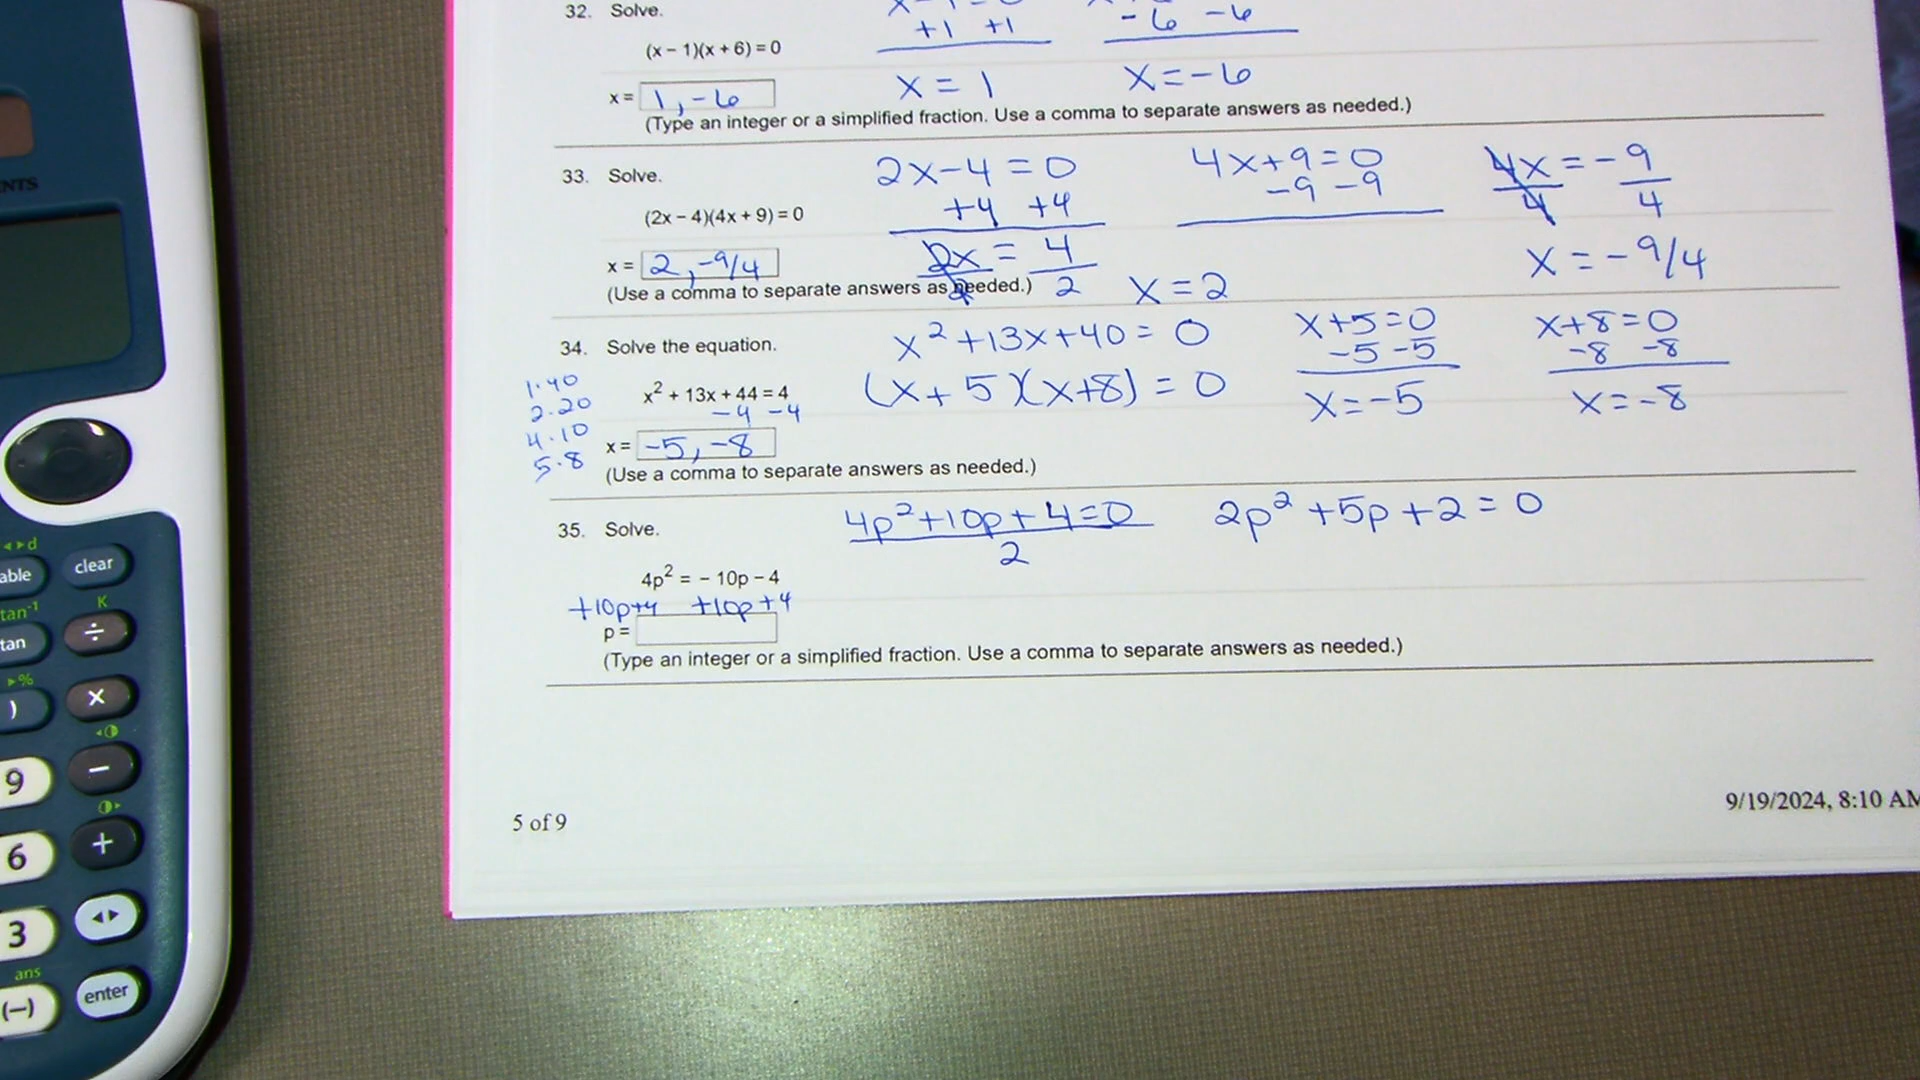 32. Solve.
+1 +1
-6 -6
(x − 1)(x + 6) = 0
x = 1, -6
x = 1
x = -6
(Type an integer or a simplified fraction. Use a comma to separate answers as needed.)
33. Solve.
(2x − 4)(4x + 9) = 0
x = 2, -9/4
(Use a comma to separate answers as needed.)
2x-4=0
+4 +4
2x = 4
2 2
x=2
4x+9=0
-9 -9
4x = -9
4 4
x = -9/4
34. Solve the equation.
x² + 13x + 44 = 4
-4 -4
1·40
2·20
4·10
5·8
x = -5, -8
(Use a comma to separate answers as needed.)
x²+13x+40= 0
(x+5)(x+8) = 0
x+5=0
-5 -5
x=-5
x+8=0
-8 -8
x=-8
35. Solve.
4p² = − 10p − 4
+10p+4 +10p+4
p =
(Type an integer or a simplified fraction. Use a comma to separate answers as needed.)
4p²+10p+4=0
2
2p²+5p+2=0
5 of 9
9/19/2024, 8:10 AM
NTS
d
able
clear
tan⁻¹
K
tan
÷
%
)
×
9
−
6
+
3
ans
(−)
enter